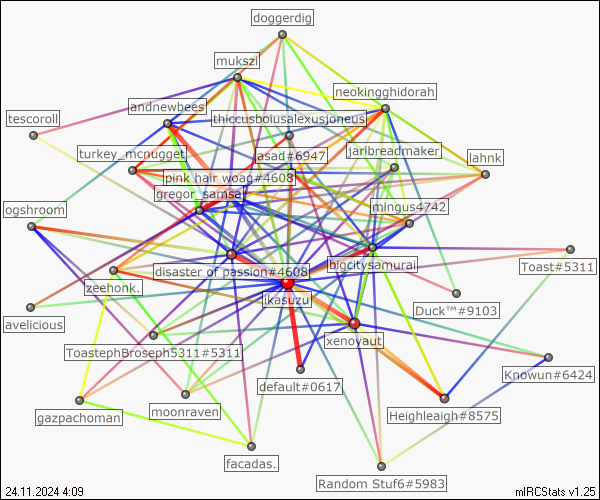 doggerdig
mukszi
neokingghidorah
andnewbees
thiccusboiusalexusjoneus
tescoroll
turkey_mcnugget
asad#6947
jarlbreadmaker
lahnk
pink hair woag#4608
gregor_samsa
ogshroom
mingus4742
disaster of passion#4608
bigcitysamurai
Toast#5311
zeehonk.
jkasuzu
Duck™#9103
avelicious
ToastephBroseph5311#5311
xenoyaut
Knowun#6424
default#0617
gazpachoman
moonraven
Heighleaigh#8575
facadas.
Random Stuf6#5983
24.11.2024 4:09
mIRCStats v1.25